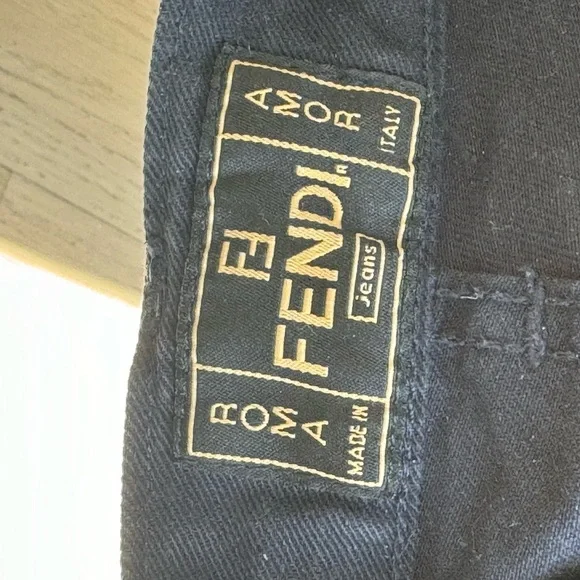 ROMA
FF
FENDI
R
AMOR
jeans
MADE IN
ITALY